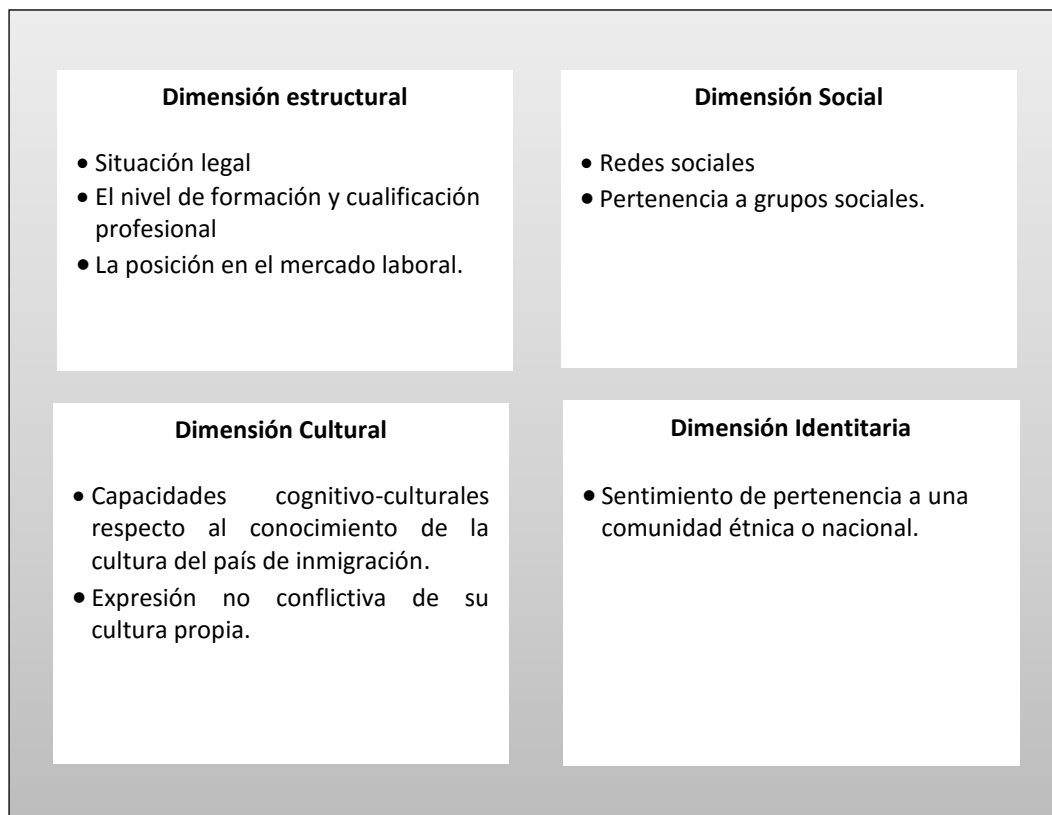 Dimensión estructural
• Situación legal
• El nivel de formación y cualificación
profesional
• La posición en el mercado laboral.
Dimensión Social
• Redes sociales
• Pertenencia a grupos sociales.
Dimensión Cultural
• Capacidades cognitivo-culturales
respecto al conocimiento de la
cultura del país de inmigración.
• Expresión no conflictiva de su
cultura propia.
Dimensión Identitaria
• Sentimiento de pertenencia a una
comunidad étnica o nacional.